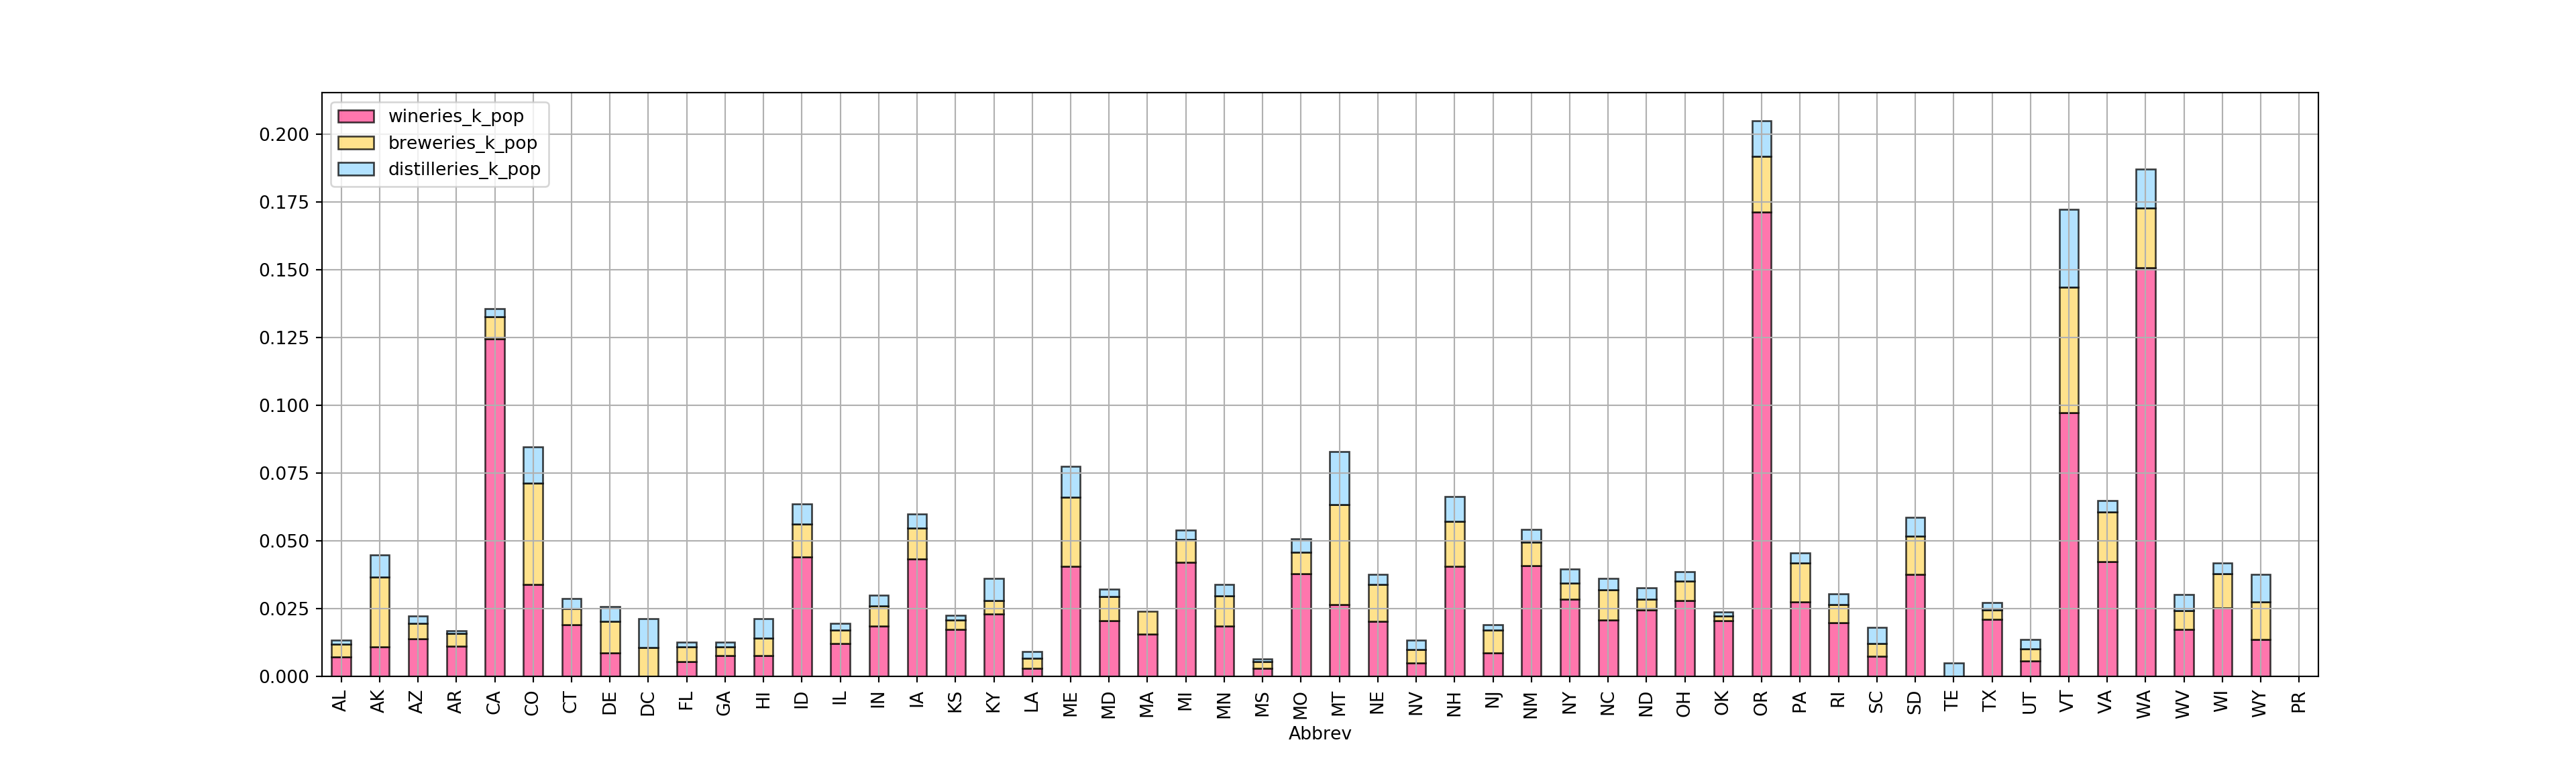 wineries_k_pop
breweries_k_pop
distilleries_k_pop
0.200
0.175
0.150
0.125
0.100
0.075
0.050
0.025
0.000
AL AK AZ AR CA CO CT DE DC FL GA HI ID IL IN IA KS KY LA ME MD MA MI MN MS MO MT NE NV NH NJ NM NY NC ND OH OK OR PA RI SC SD TE TX UT VT VA WA WV WI WY PR
Abbrev